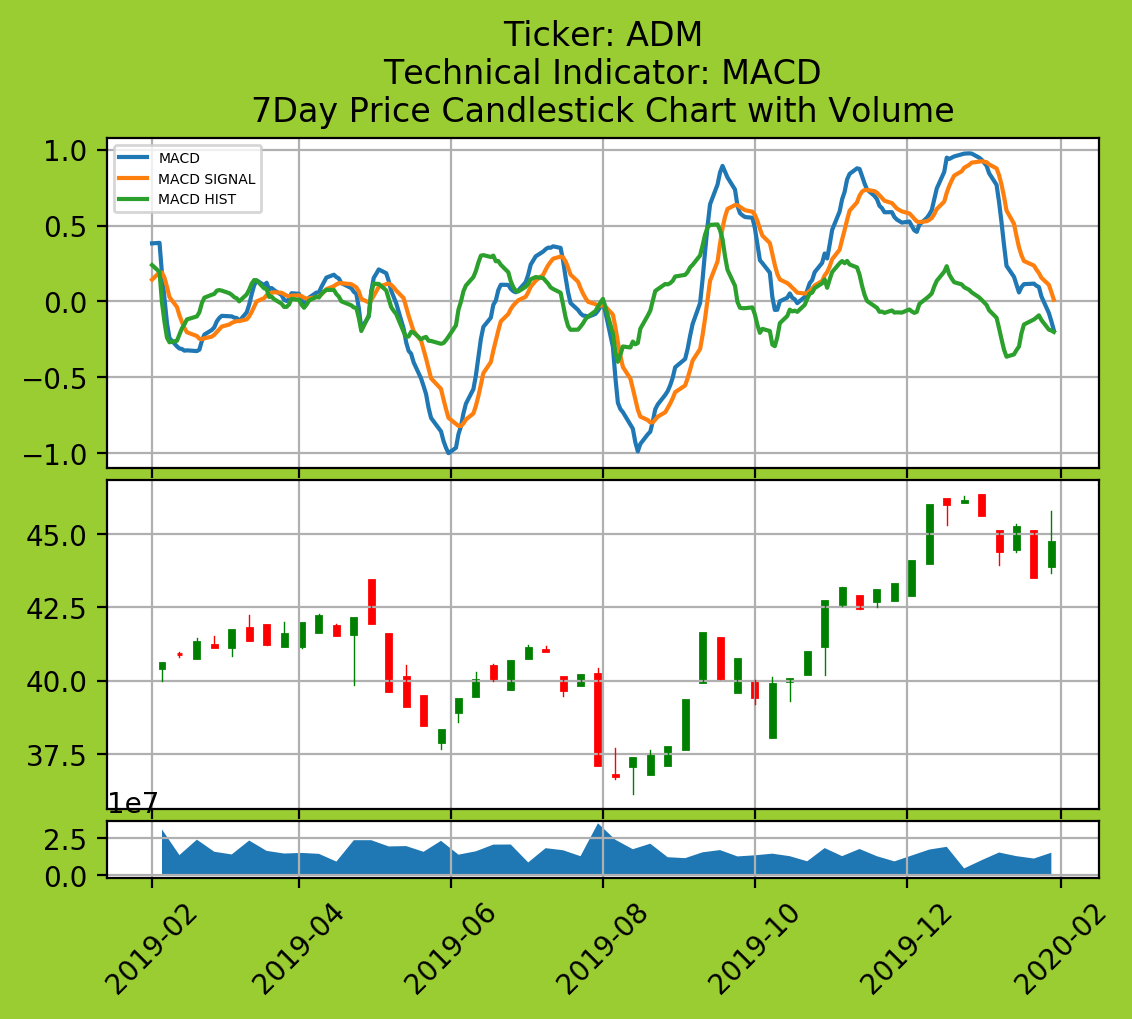 Ticker: ADM
Technical Indicator: MACD
7Day Price Candlestick Chart with Volume
MACD
MACD SIGNAL
MACD HIST
1.0
0.5
0.0
−0.5
−1.0
45.0
42.5
40.0
37.5
1e7
2.5
0.0
2019-02
2019-04
2019-06
2019-08
2019-10
2019-12
2020-02